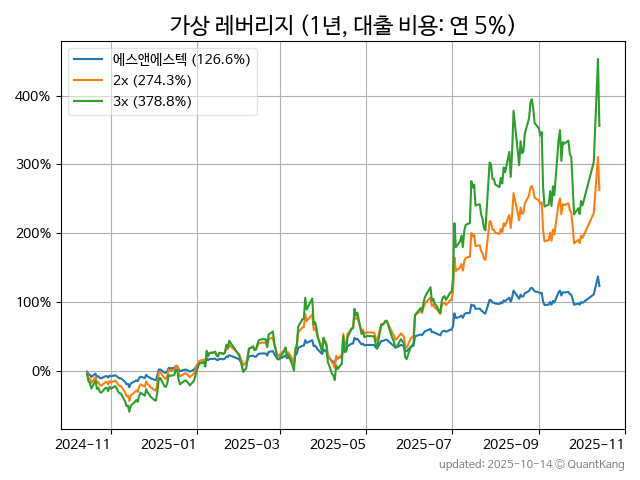 가상 레버리지 (1년, 대출 비용: 연 5%)
에스앤에스텍 (126.6%)
2x (274.3%)
3x (378.8%)
400%
300%
200%
100%
0%
2024-11
2025-01
2025-03
2025-05
2025-07
2025-09
2025-11
updated: 2025-10-14 © QuantKang